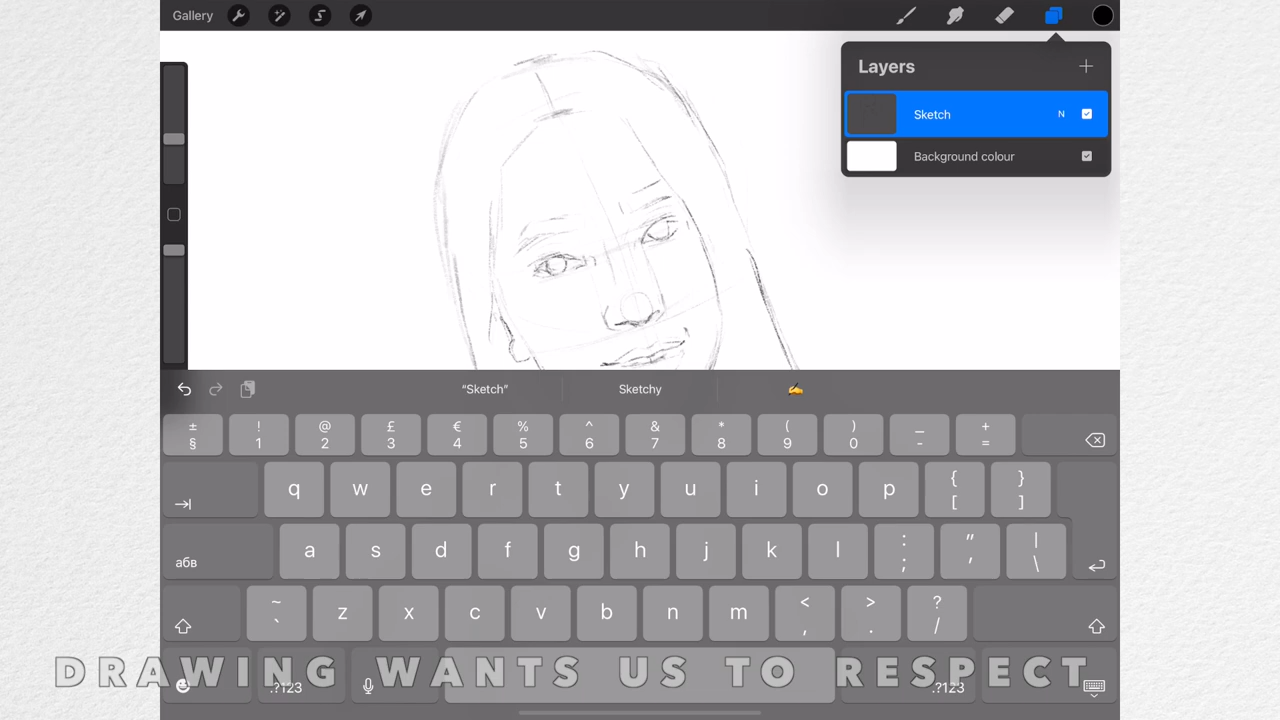 Gallery
Layers
Sketch N
Background colour
“Sketch” Sketchy ✍️
± ! @ £ € % ^ & * ( ) _ +
§ 1 2 3 4 5 6 7 8 9 0 - =
q w e r t y u i o p { }
[ ]
a s d f g h j k l : " |
; ' \
абв
~ z x c v b n m < > ?
` , . /
.?123 .?123
DRAWING WANTS US TO RESPECT